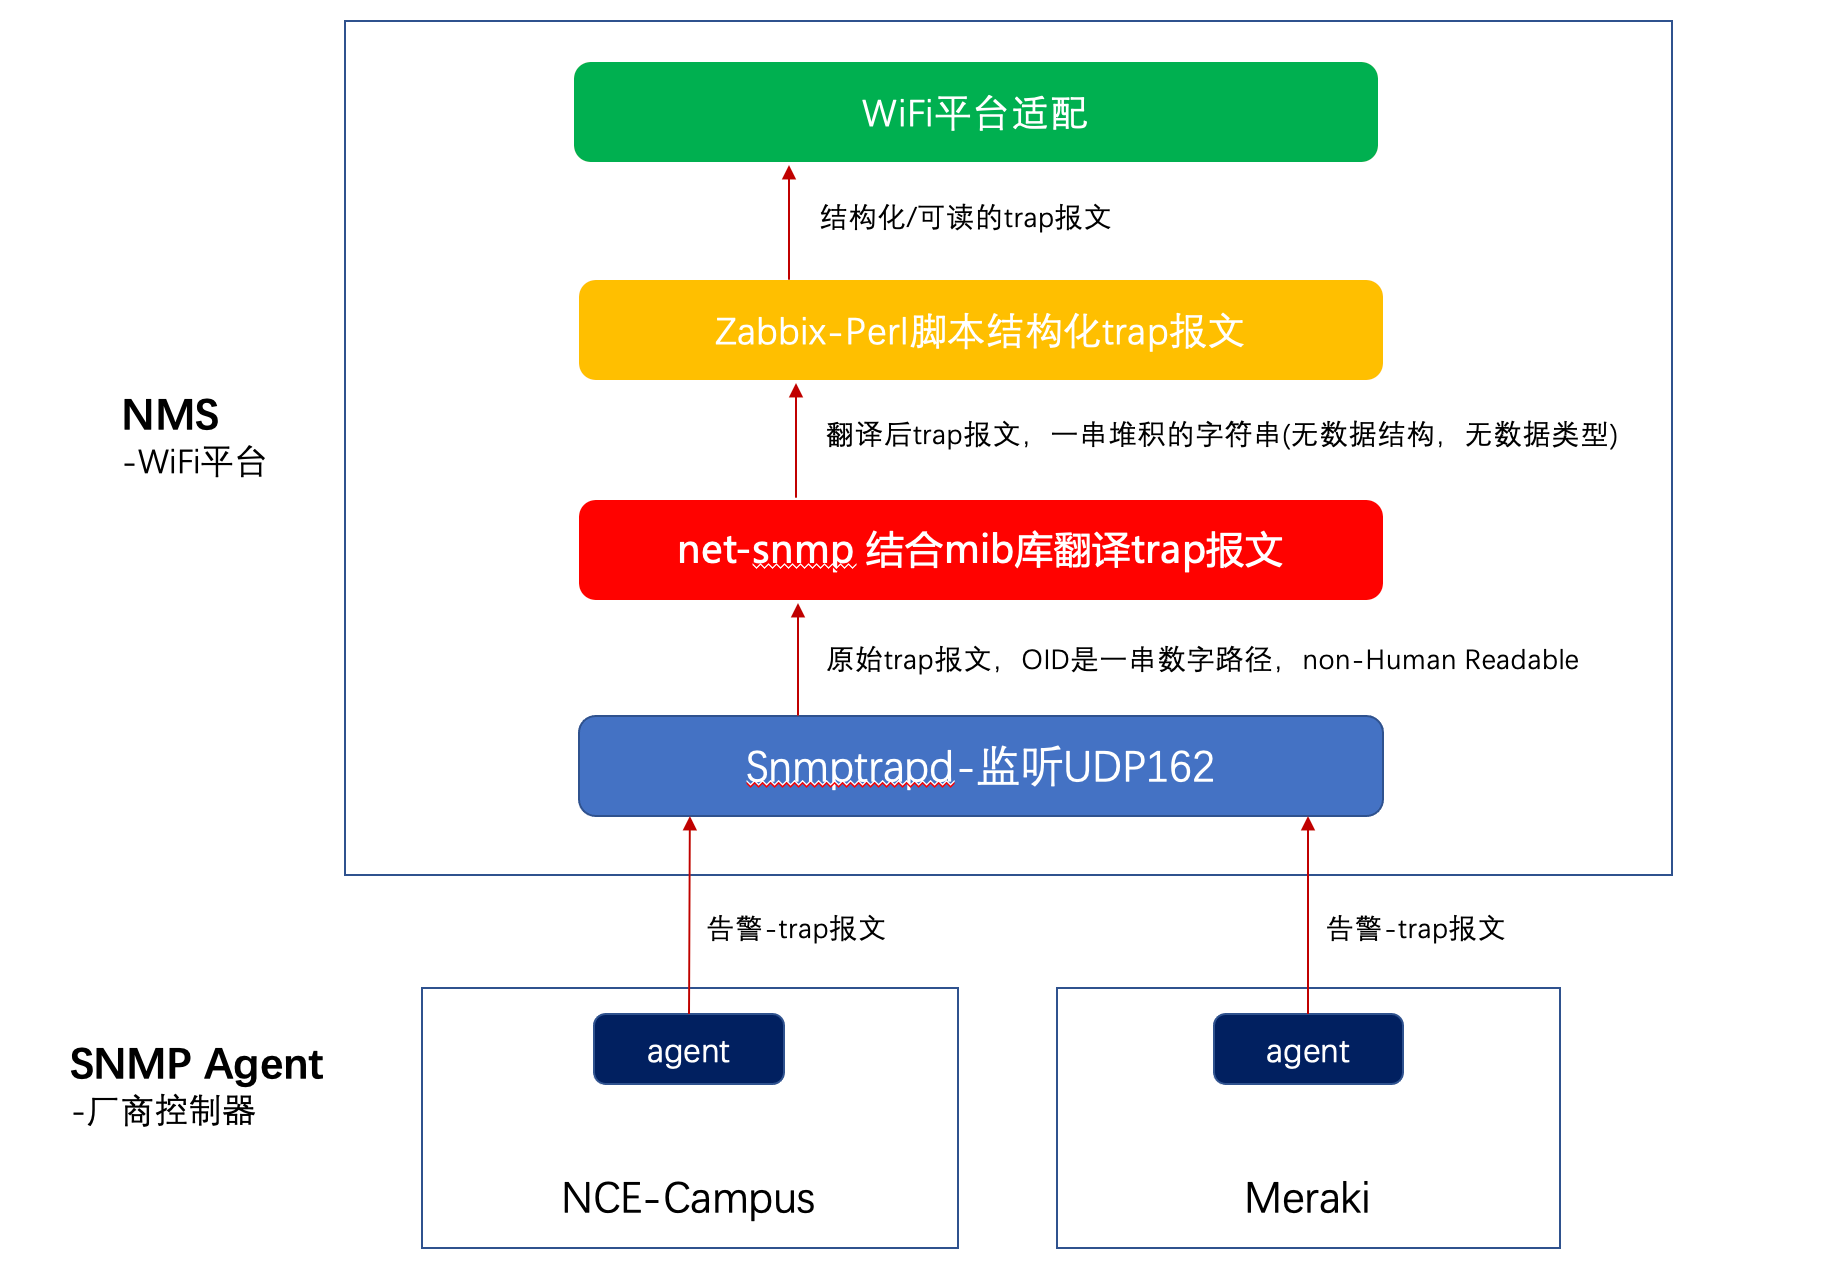 WiFi平台适配
结构化/可读的trap报文
Zabbix-Perl脚本结构化trap报文
NMS
-WiFi平台
翻译后trap报文，一串堆积的字符串(无数据结构，无数据类型)
net-snmp 结合mib库翻译trap报文
原始trap报文，OID是一串数字路径，non-Human Readable
Snmptrapd-监听UDP162
告警-trap报文
告警-trap报文
SNMP Agent
-厂商控制器
agent
agent
NCE-Campus
Meraki